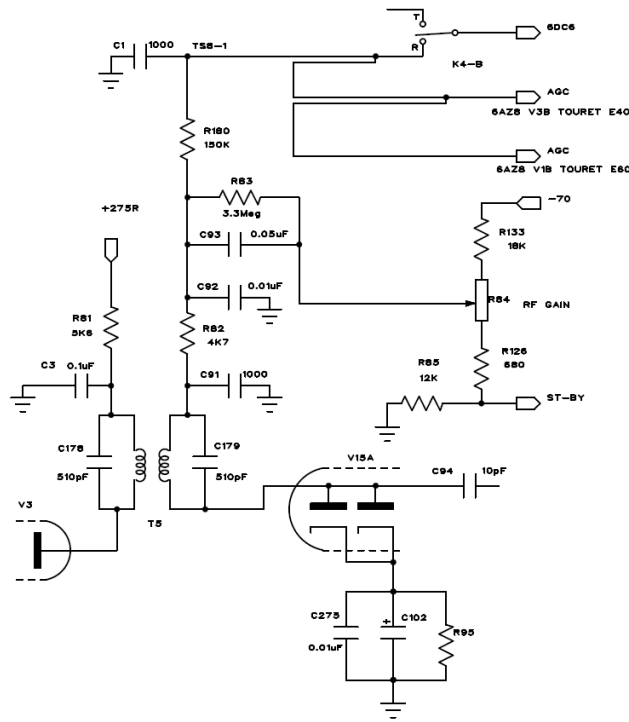 T
6DC6
C1
1000
TS6-1
R
K4-B
AGC
6AZ8 V3B TOURET E40
R180
150K
AGC
6AZ8 V1B TOURET E60
R83
3.3Meg
-70
+275R
R133
18K
C93
0.05uF
C92
0.01uF
R84
RF GAIN
R81
5K6
R82
4K7
R126
680
C3
0.1uF
C91
1000
R85
12K
ST-BY
C178
510pF
C179
510pF
V15A
C94
10pF
V3
T5
C273
0.01uF
+
C102
R95